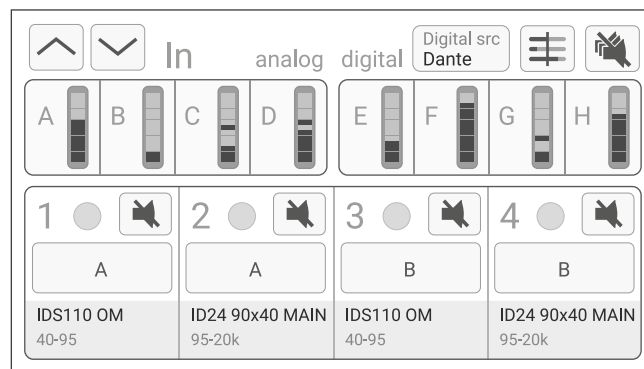 In analog digital Digital src
Dante
A B C D E F G H
1 2 3 4
A A B B
IDS110 OM ID24 90x40 MAIN IDS110 OM ID24 90x40 MAIN
40-95 95-20k 40-95 95-20k